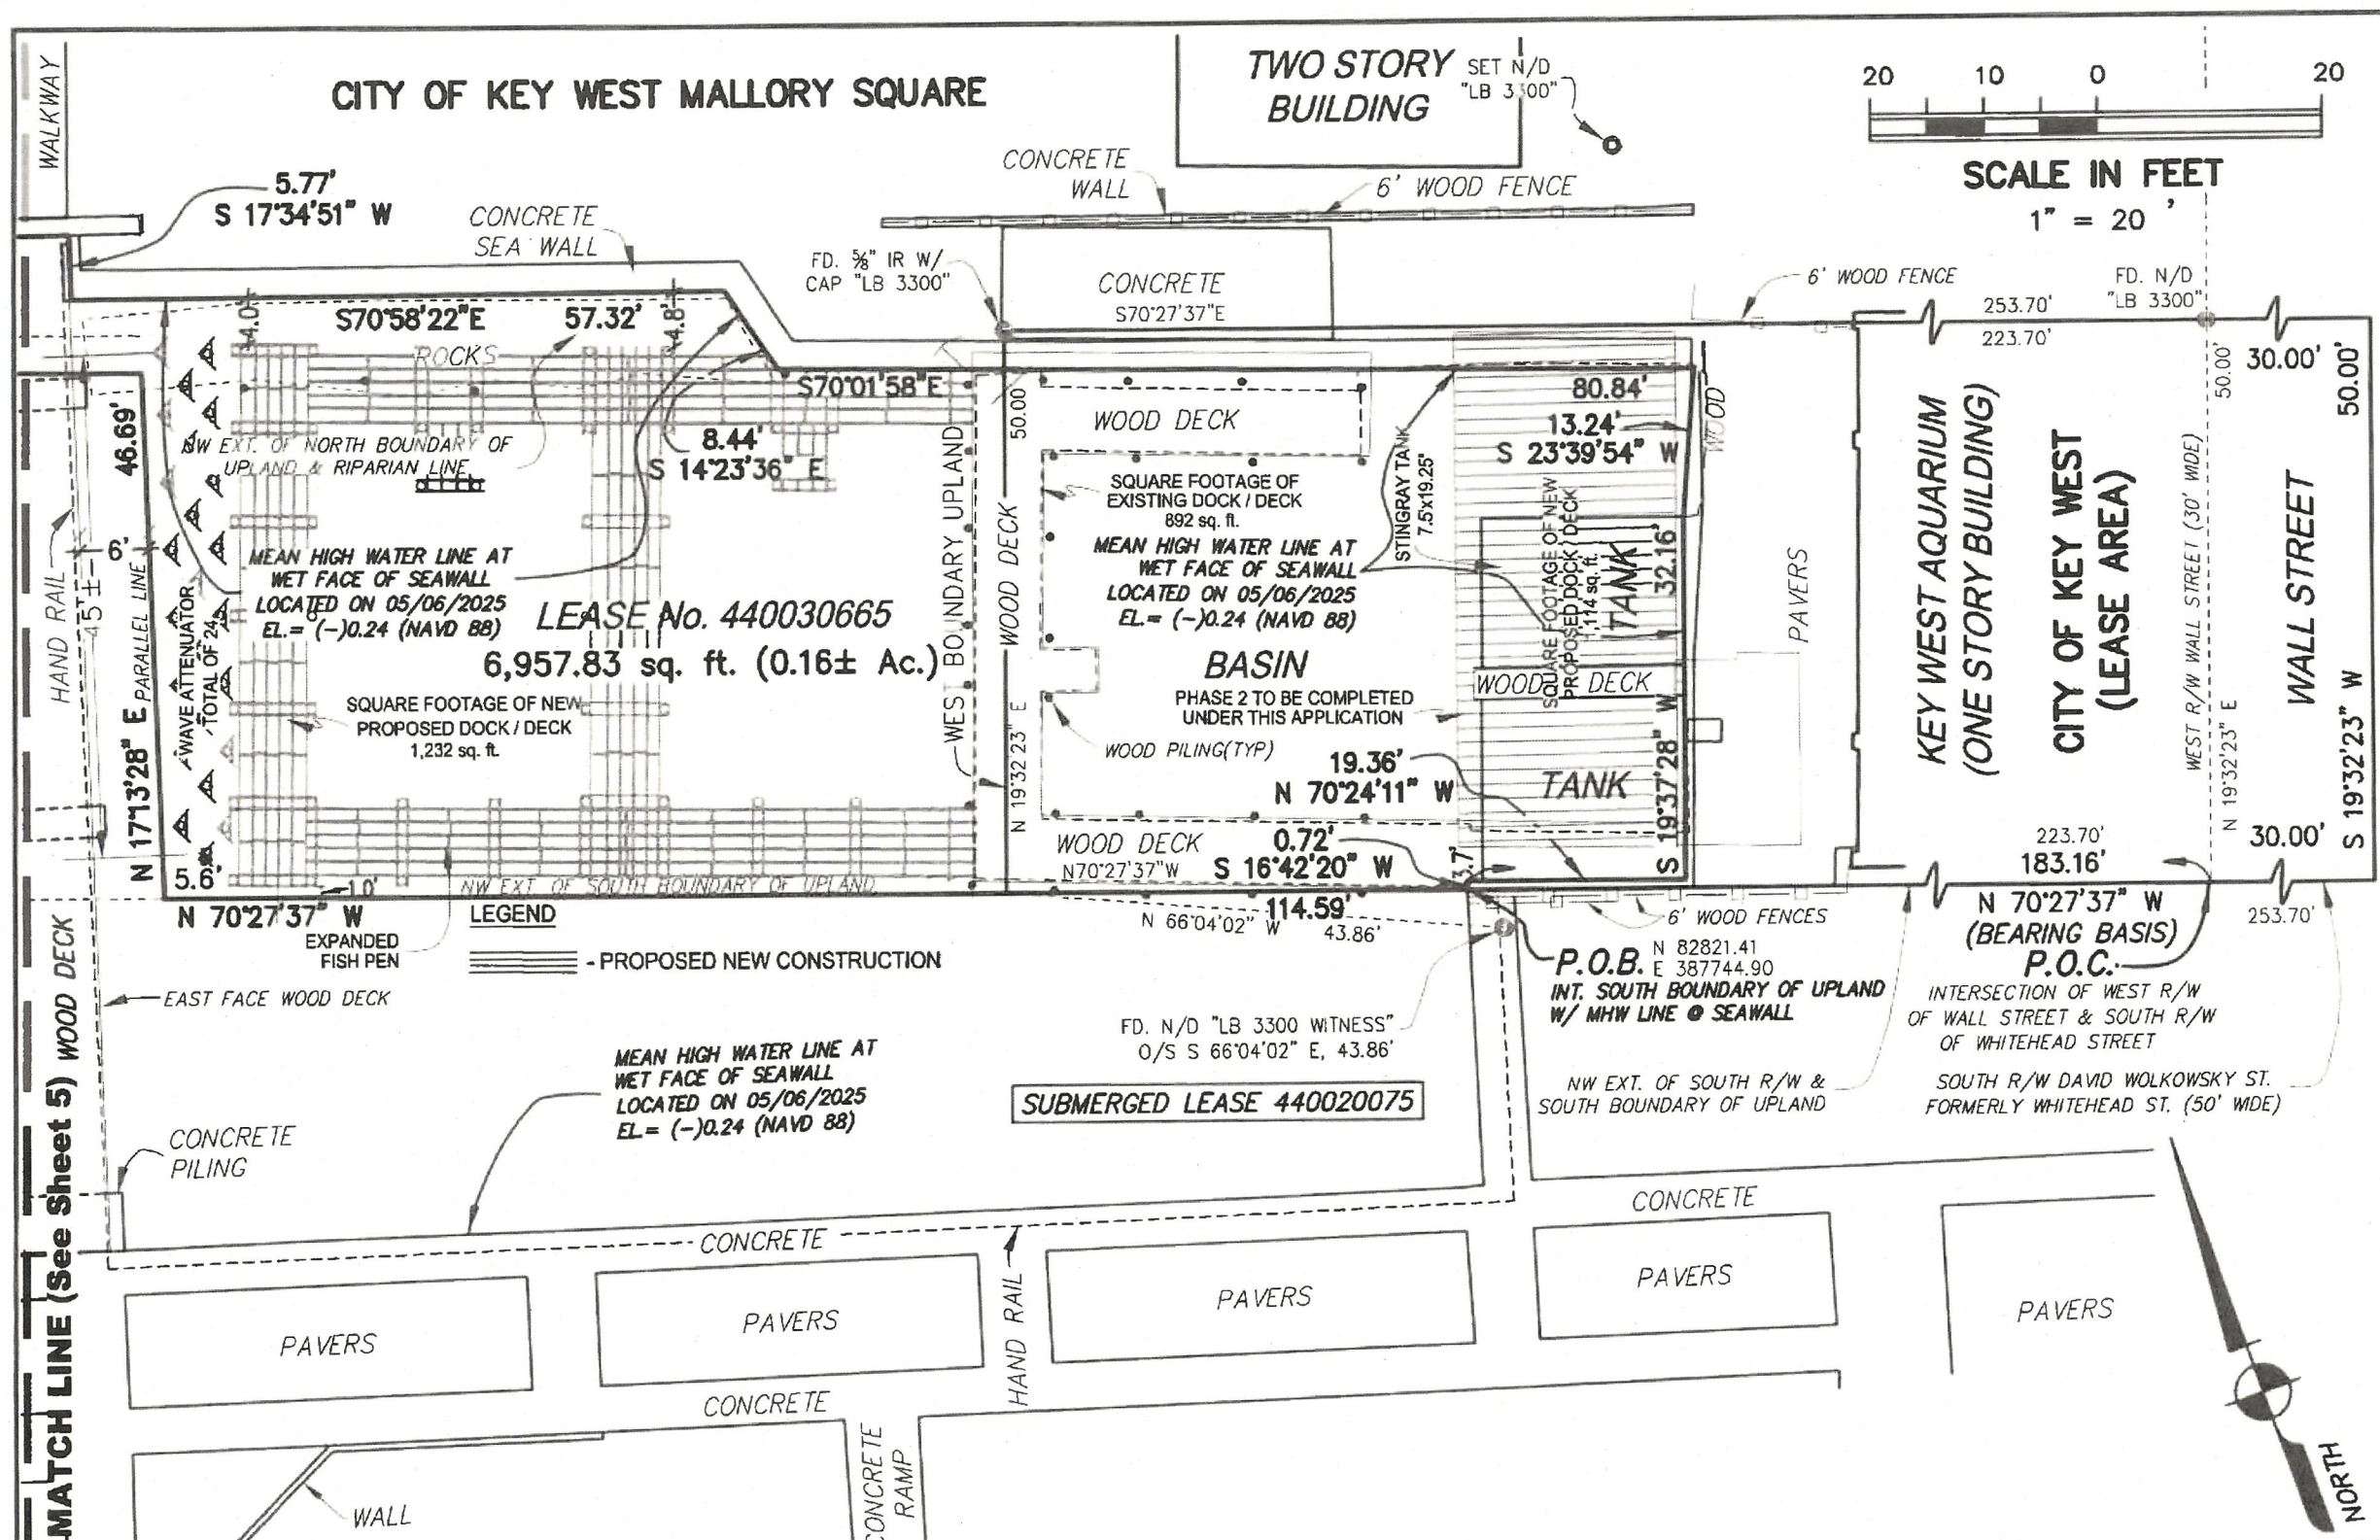 WALKWAY
CITY OF KEY WEST MALLORY SQUARE
TWO STORY
BUILDING
SET N/D
"LB 3300"
20 10 0 20
SCALE IN FEET
1" = 20 '
5.77'
S 17°34'51" W
CONCRETE
SEA WALL
CONCRETE
WALL
6' WOOD FENCE
FD. ⅝" IR W/
CAP "LB 3300"
CONCRETE
S70°27'37"E
6' WOOD FENCE
FD. N/D
"LB 3300"
253.70'
223.70'
50.00'
30.00'
50.00'
S70°58'22"E
57.32'
ROCKS
S70°01'58"E
80.84'
13.24'
S 23°39'54" W
WOOD
46.69'
NW EXT. OF NORTH BOUNDARY OF
UPLAND & RIPARIAN LINE
8.44'
S 14°23'36" E
50.00'
WOOD DECK
STINGRAY TANK
7.5'x19.25"
SQUARE FOOTAGE OF
EXISTING DOCK / DECK
892 sq. ft.
MEAN HIGH WATER LINE AT
WET FACE OF SEAWALL
LOCATED ON 05/06/2025
EL.= (-)0.24 (NAVD 88)
HAND RAIL
45'±
6'
PARALLEL LINE
N 17°13'28" E
WAVE ATTENUATOR
TOTAL OF 24
MEAN HIGH WATER LINE AT
WET FACE OF SEAWALL
LOCATED ON 05/06/2025
EL.= (-)0.24 (NAVD 88)
LEASE No. 440030665
6,957.83 sq. ft. (0.16± Ac.)
SQUARE FOOTAGE OF NEW
PROPOSED DOCK / DECK
1,232 sq. ft.
WEST BOUNDARY UPLAND
WOOD DECK
N 19°32'23" E
BASIN
PHASE 2 TO BE COMPLETED
UNDER THIS APPLICATION
WOOD PILING(TYP)
SQUARE FOOTAGE OF NEW
PROPOSED DOCK / DECK
1,114 sq. ft.
TANK
32.16'
WOOD DECK
S 19°37'28" W
TANK
PAVERS
KEY WEST AQUARIUM
(ONE STORY BUILDING)
CITY OF KEY WEST
(LEASE AREA)
WEST R/W WALL STREET (30' WIDE)
N 19°32'23" E
WALL STREET
S 19°32'23" W
19.36'
N 70°24'11" W
0.72'
S 16°42'20" W
3.7'
WOOD DECK
N70°27'37"W
5.6'
1.0'
NW EXT. OF SOUTH BOUNDARY OF UPLAND
N 70°27'37" W
114.59'
N 66°04'02" W 43.86'
6' WOOD FENCES
223.70'
183.16'
30.00'
N 70°27'37" W
(BEARING BASIS)
253.70'
P.O.C.
INTERSECTION OF WEST R/W
OF WALL STREET & SOUTH R/W
OF WHITEHEAD STREET
P.O.B. N 82821.41
E 387744.90
INT. SOUTH BOUNDARY OF UPLAND
W/ MHW LINE @ SEAWALL
EXPANDED
FISH PEN
LEGEND
- PROPOSED NEW CONSTRUCTION
EAST FACE WOOD DECK
WOOD DECK
FD. N/D "LB 3300 WITNESS"
O/S S 66°04'02" E, 43.86'
SUBMERGED LEASE 440020075
NW EXT. OF SOUTH R/W &
SOUTH BOUNDARY OF UPLAND
SOUTH R/W DAVID WOLKOWSKY ST.
FORMERLY WHITEHEAD ST. (50' WIDE)
MEAN HIGH WATER LINE AT
WET FACE OF SEAWALL
LOCATED ON 05/06/2025
EL.= (-)0.24 (NAVD 88)
CONCRETE
PILING
MATCH LINE (See Sheet 5)
CONCRETE
CONCRETE
HAND RAIL
PAVERS
PAVERS
PAVERS
PAVERS
PAVERS
CONCRETE
CONCRETE
RAMP
WALL
NORTH